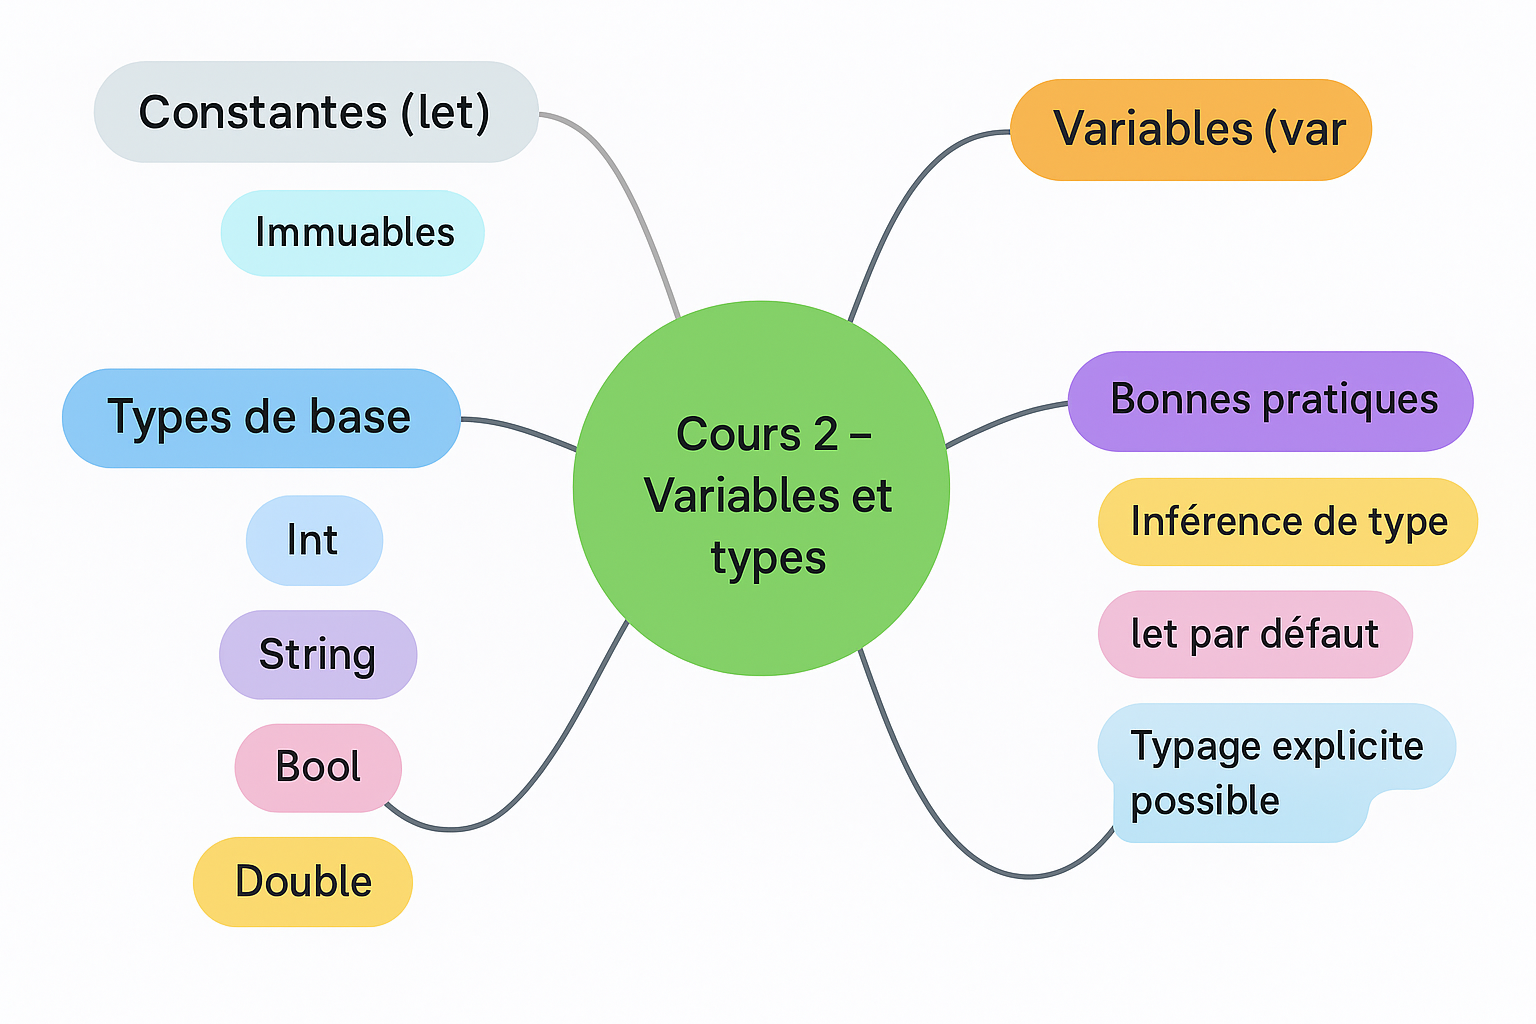 Constantes (let)
Immuables
Types de base
Int
String
Bool
Double
Cours 2 –
Variables et
types
Variables (var
Bonnes pratiques
Inférence de type
let par défaut
Typage explicite
possible